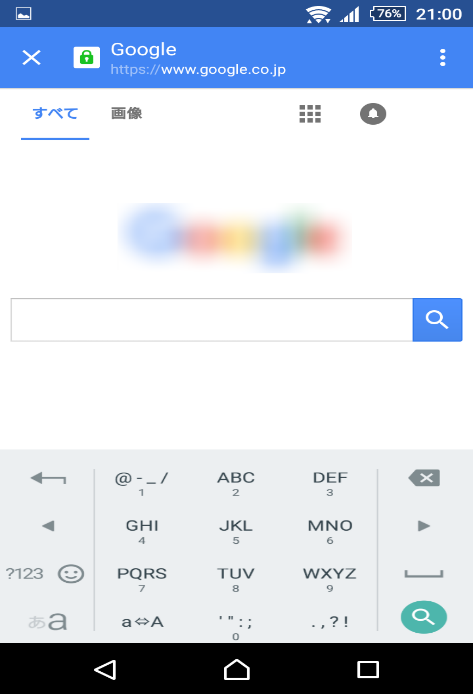 76% 21:00
Google
https://www.google.co.jp
すべて 画像
@-_/ ABC DEF
1 2 3
GHI JKL MNO
4 5 6
?123 PQRS TUV WXYZ
7 8 9
あa a⇔A '":; .,?!
0